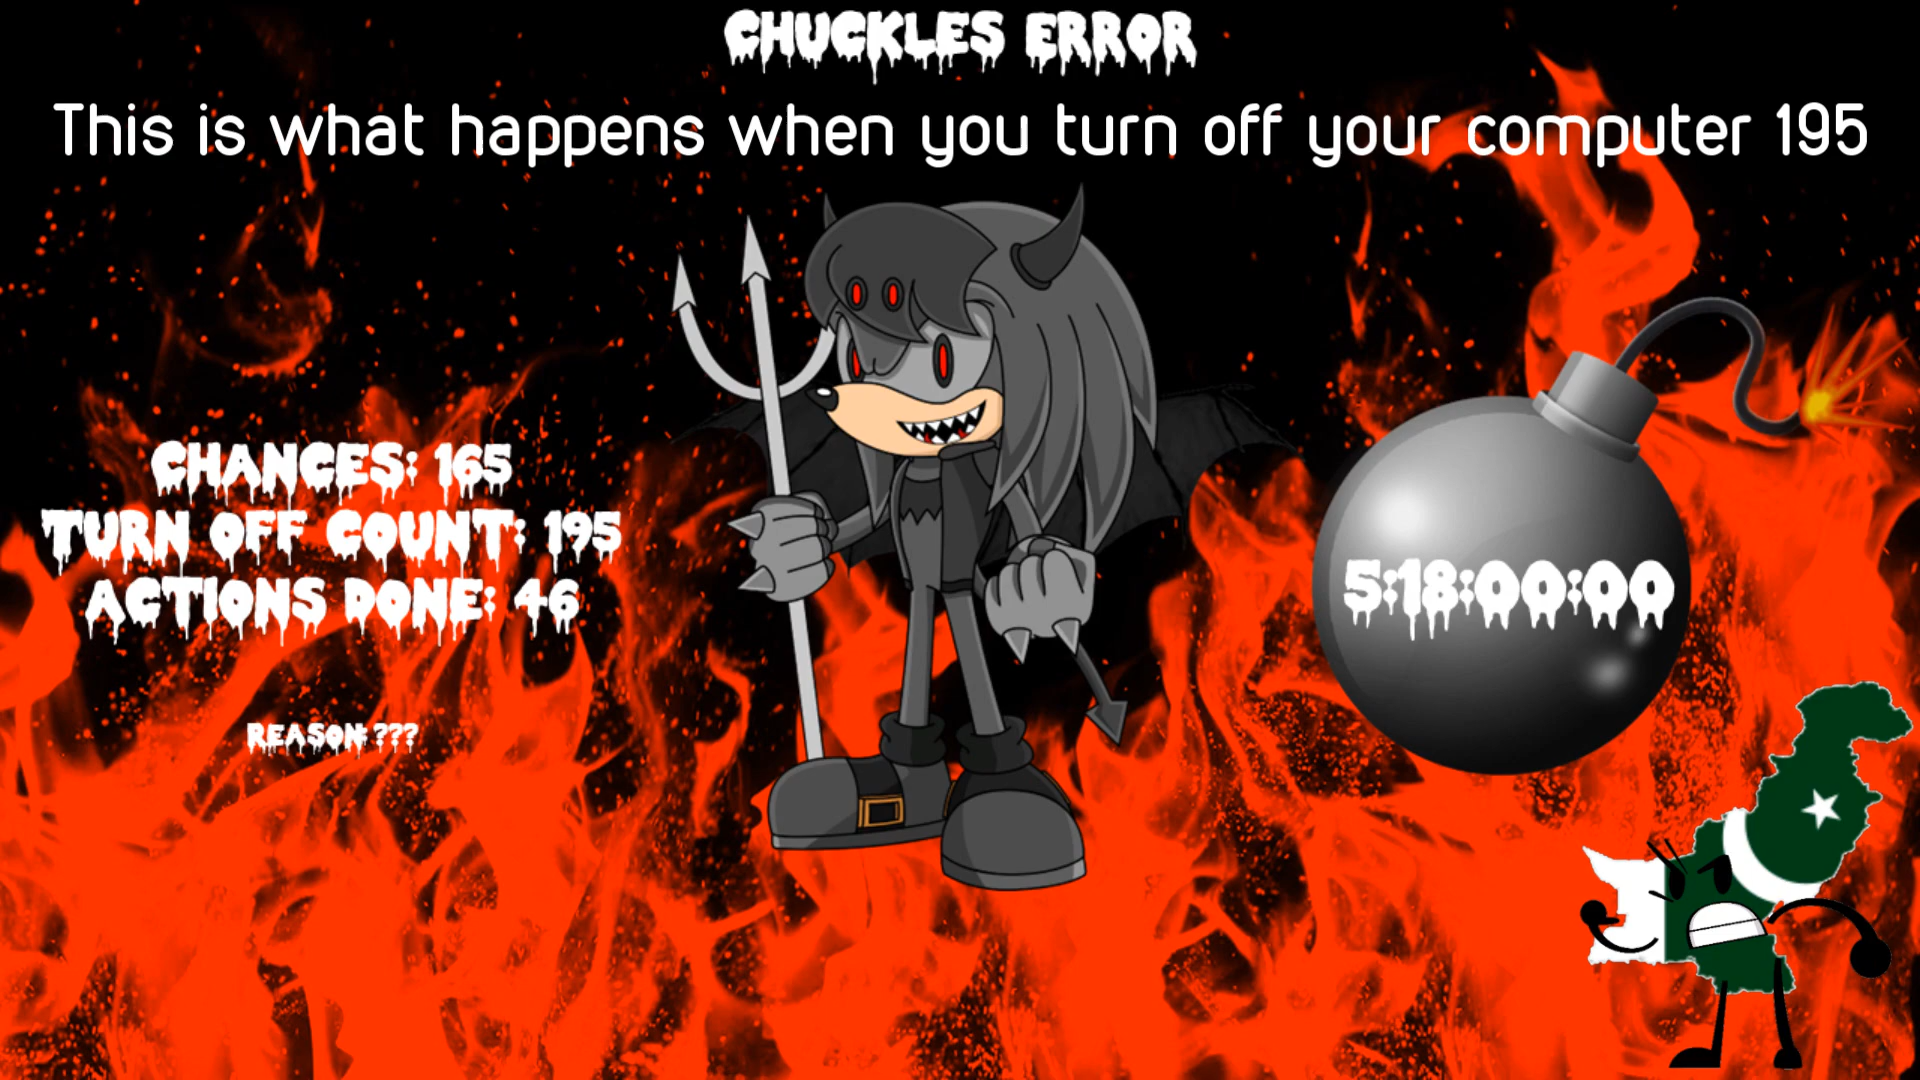 CHUCKLES ERROR
This is what happens when you turn off your computer 195
CHANCES: 165
TURN OFF COUNT: 195
ACTIONS DONE: 46
REASON: ???
5:18:00:00